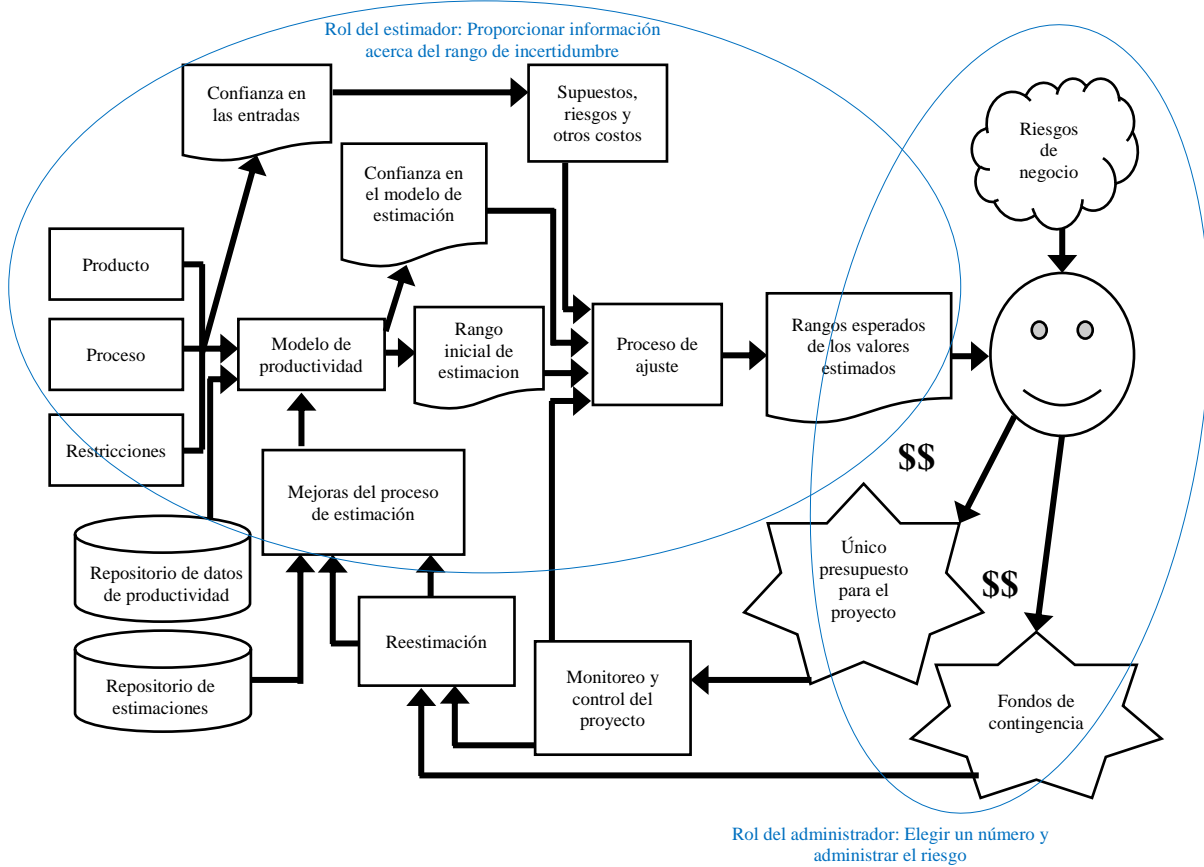 Rol del estimador: Proporcionar información
acerca del rango de incertidumbre
Confianza en
las entradas
Supuestos,
riesgos y
otros costos
Riesgos
de
negocio
Confianza en
el modelo de
estimación
Producto
Proceso
Restricciones
Modelo de
productividad
Rango
inicial de
estimacion
Proceso de
ajuste
Rangos esperados
de los valores
estimados
$$
Mejoras del proceso
de estimación
Único
presupuesto
para el
proyecto
$$
Repositorio de datos
de productividad
Reestimación
Repositorio de
estimaciones
Monitoreo y
control del
proyecto
Fondos de
contingencia
Rol del administrador: Elegir un número y
administrar el riesgo